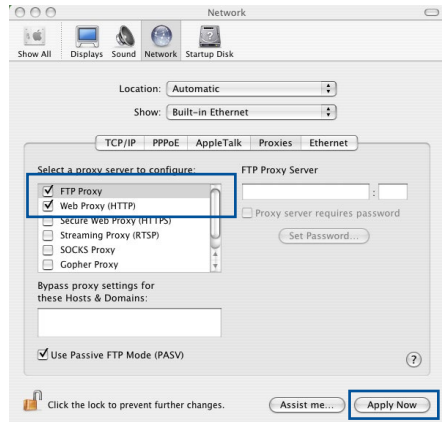 Network
Show All Displays Sound Network Startup Disk
Location: Automatic
Show: Built-in Ethernet
TCP/IP PPPoE AppleTalk Proxies Ethernet
Select a proxy server to configure: FTP Proxy Server
FTP Proxy
:
Web Proxy (HTTP)
Proxy server requires password
Secure Web Proxy (HTTPS)
Streaming Proxy (RTSP)
Set Password...
SOCKS Proxy
Gopher Proxy
Bypass proxy settings for
these Hosts & Domains:
Use Passive FTP Mode (PASV)
?
Click the lock to prevent further changes.
Assist me... Apply Now